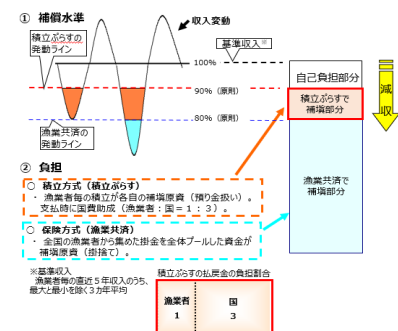 ① 補償水準
収入変動
積立ぷらすの
発動ライン
基準収入※
100%
90%（原則）
80%（原則）
漁業共済の
発動ライン
自己負担部分
積立ぷらすで
補塡部分
漁業共済で
補塡部分
減
収
② 負担
○ 積立方式（積立ぷらす）
・ 漁業者毎の積立が各自の補塡原資（預り金扱い）。
支払時に国費助成（漁業者：国＝１：３）。
○ 保険方式（漁業共済）
・ 全国の漁業者から集めた掛金を全体プールした資金が
補塡原資（掛捨て）。
※基準収入
漁業者毎の直近５年収入のうち、
最大と最小を除く３カ年平均
積立ぷらすの払戻金の負担割合
漁業者
1
国
3